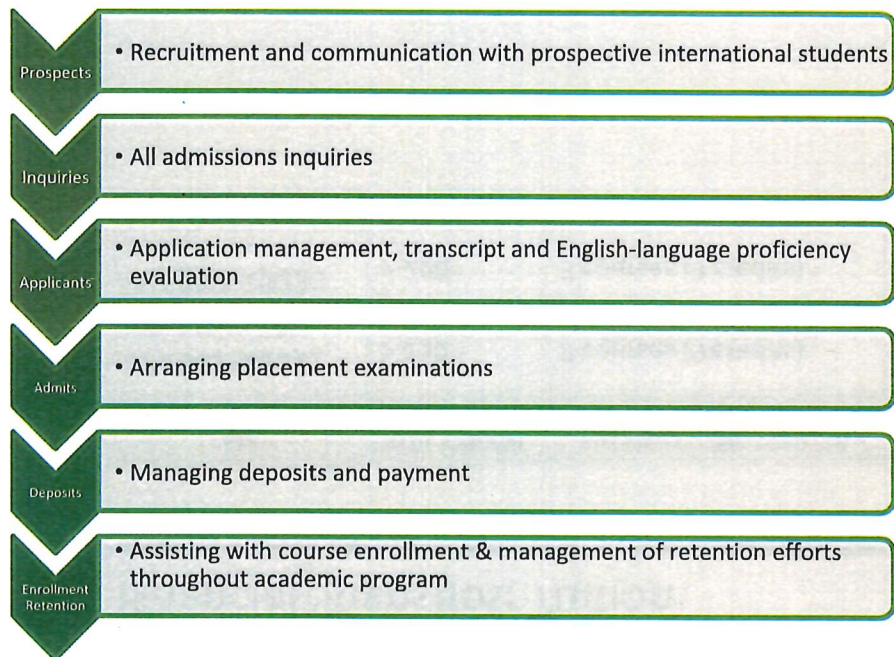 Prospects
• Recruitment and communication with prospective international students
Inquiries
• All admissions inquiries
Applicants
• Application management, transcript and English-language proficiency
evaluation
Admits
• Arranging placement examinations
Deposits
• Managing deposits and payment
Enrollment
Retention
• Assisting with course enrollment & management of retention efforts
throughout academic program